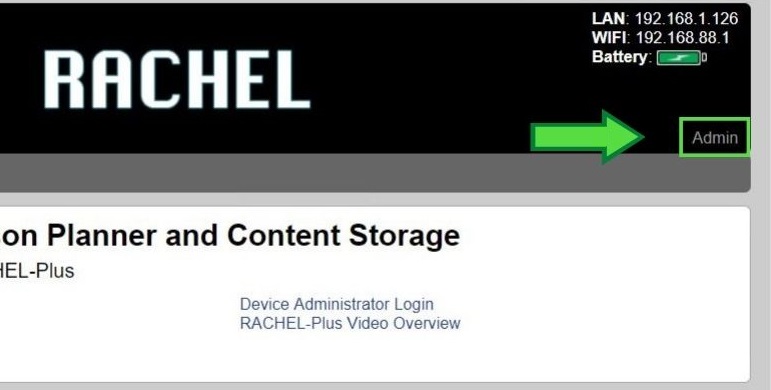 LAN: 192.168.1.126
WIFI: 192.168.88.1
Battery:
RACHEL
Admin
on Planner and Content Storage
HEL-Plus
Device Administrator Login
RACHEL-Plus Video Overview